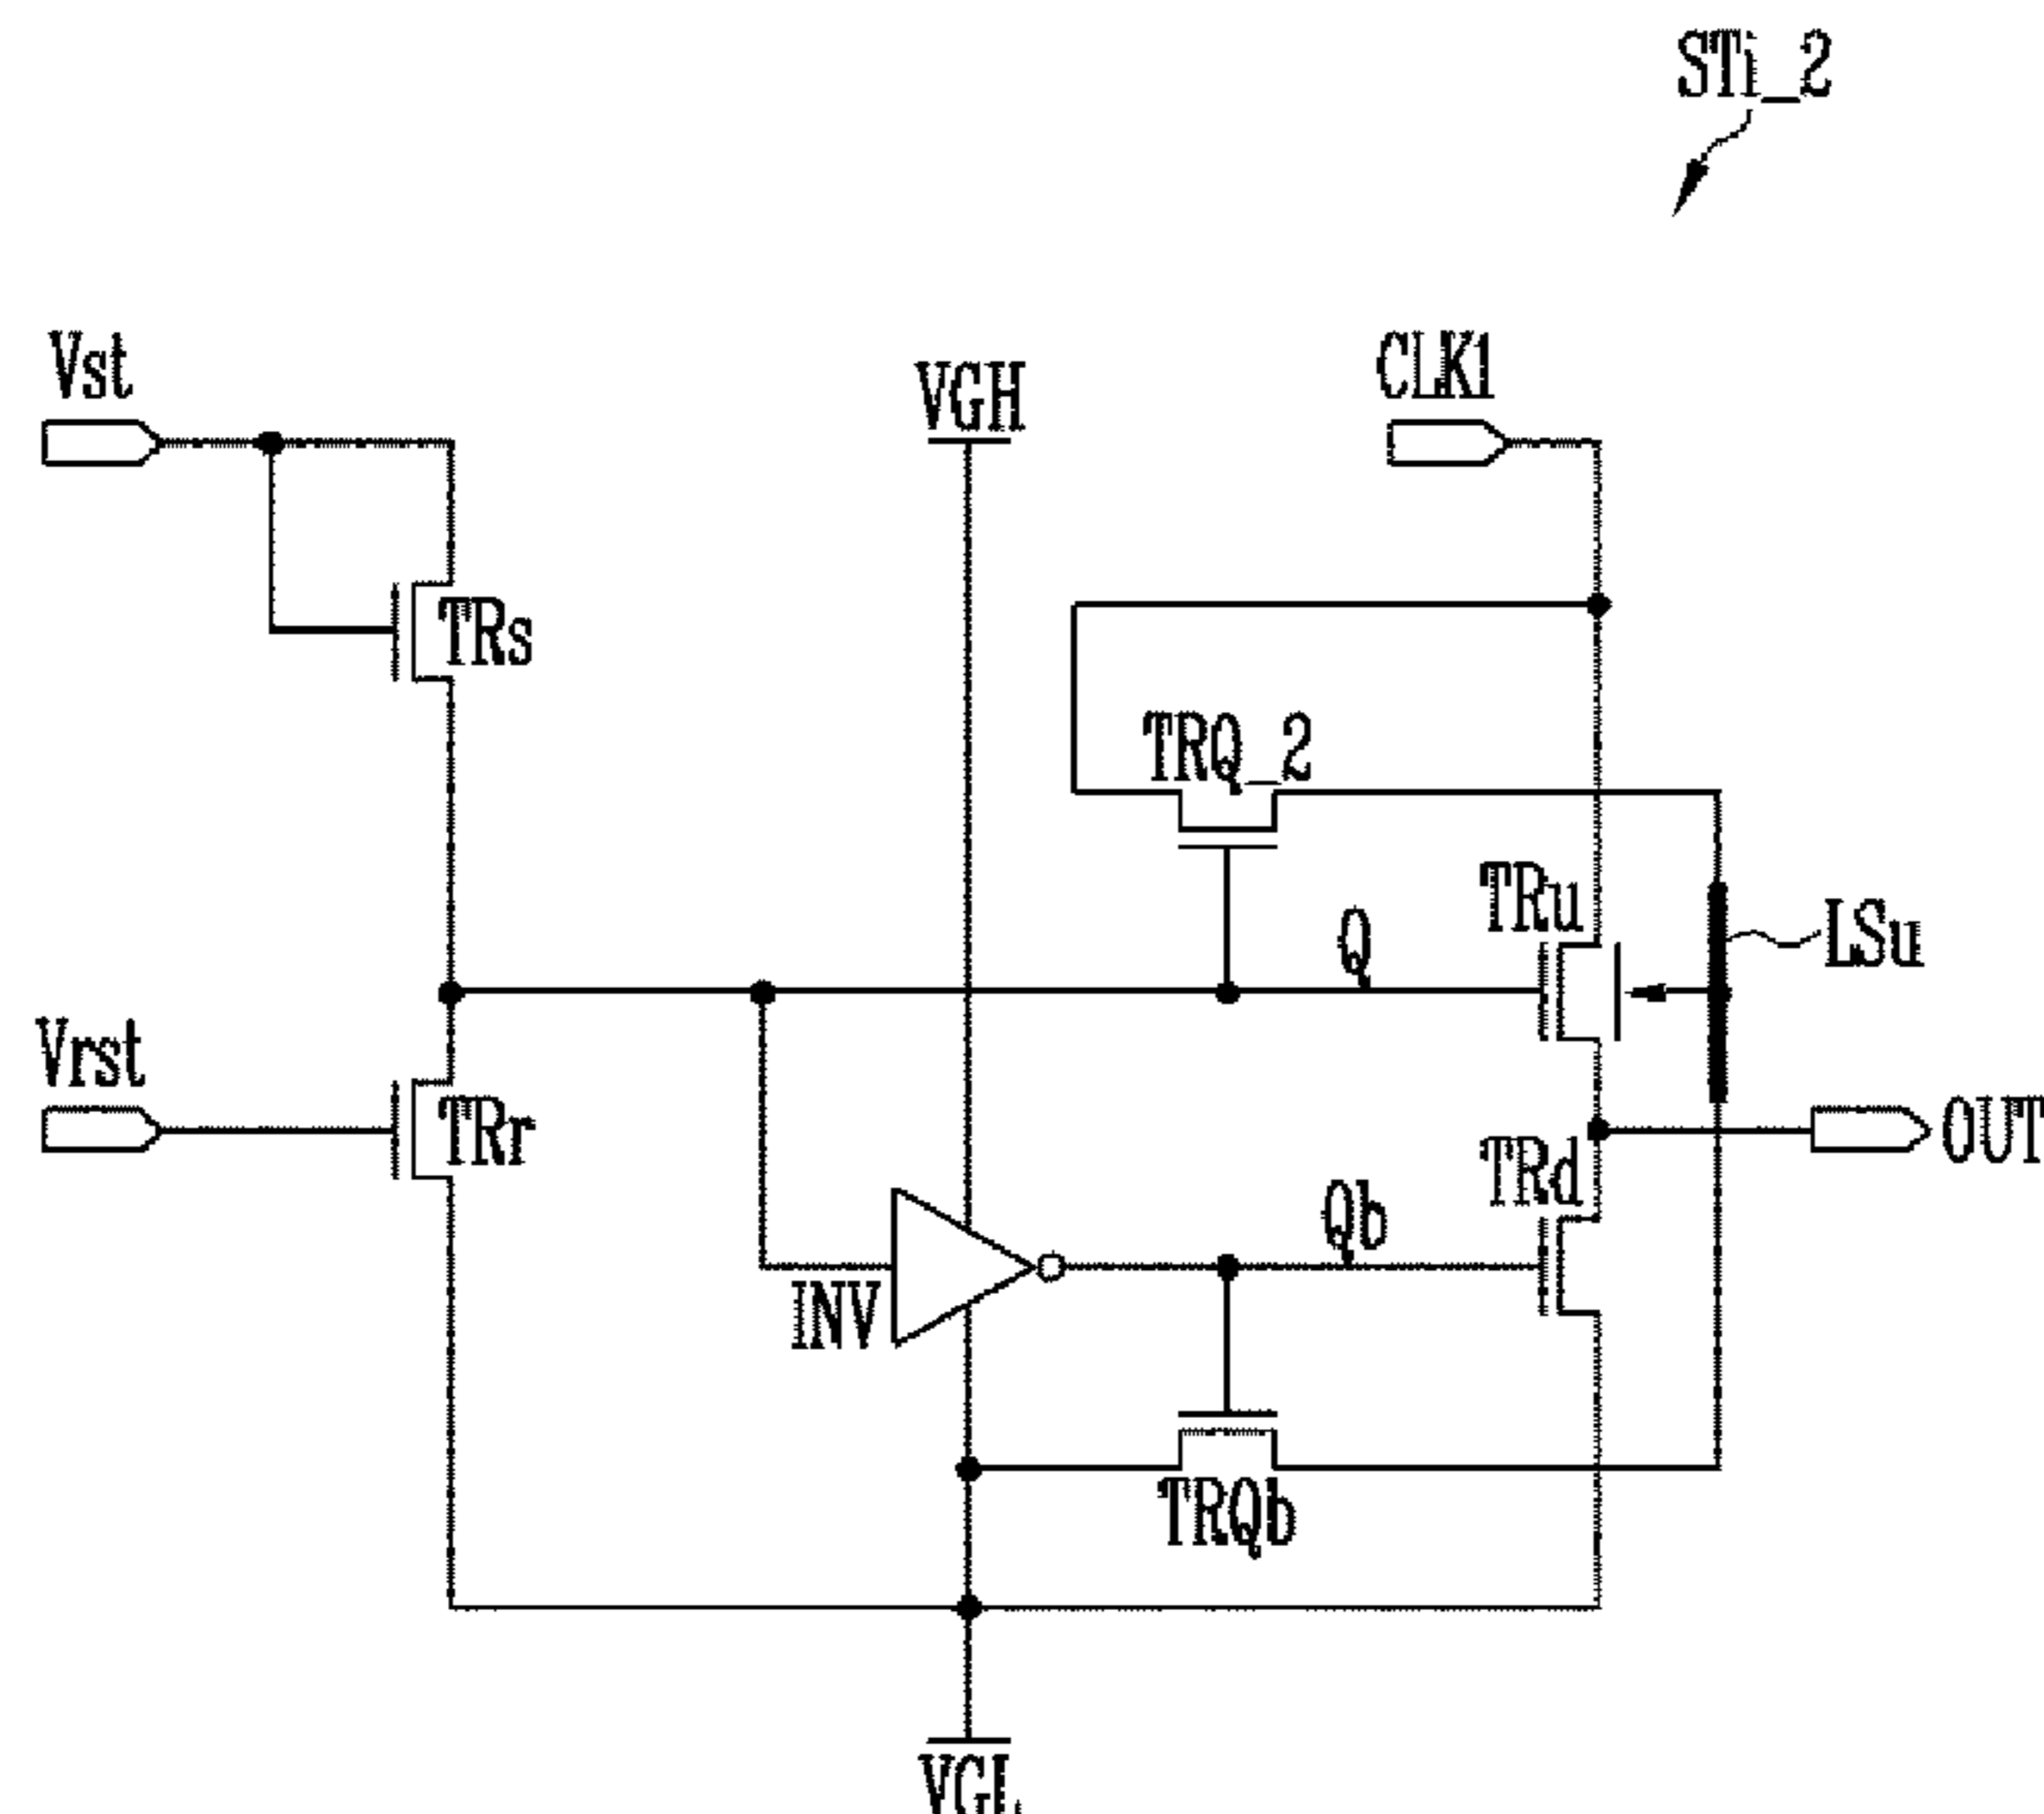 STi_2
Vst
VGH
CLK1
TRs
TRQ_2
TRu
Q
LSu
Vrst
TRr
OUT
TRd
Qb
INV
TRQb
VGL